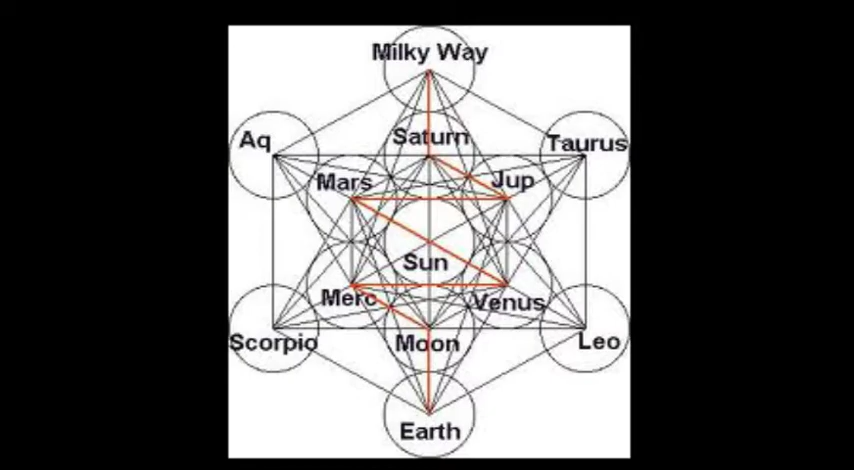 Milky Way
Aq
Saturn
Taurus
Mars
Jup
Sun
Merc
Venus
Scorpio
Moon
Leo
Earth